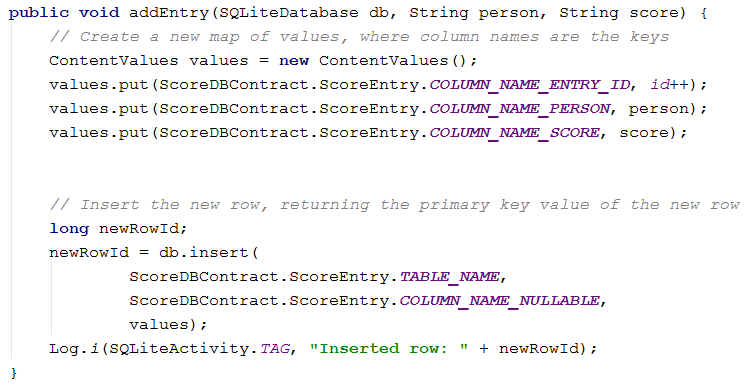 public void addEntry(SQLiteDatabase db, String person, String score) {
    // Create a new map of values, where column names are the keys
    ContentValues values = new ContentValues();
    values.put(ScoreDBContract.ScoreEntry.COLUMN_NAME_ENTRY_ID, id++);
    values.put(ScoreDBContract.ScoreEntry.COLUMN_NAME_PERSON, person);
    values.put(ScoreDBContract.ScoreEntry.COLUMN_NAME_SCORE, score);
    // Insert the new row, returning the primary key value of the new row
    long newRowId;
    newRowId = db.insert(
            ScoreDBContract.ScoreEntry.TABLE_NAME,
            ScoreDBContract.ScoreEntry.COLUMN_NAME_NULLABLE,
            values);
    Log.i(SQLiteActivity.TAG, "Inserted row: " + newRowId);
}